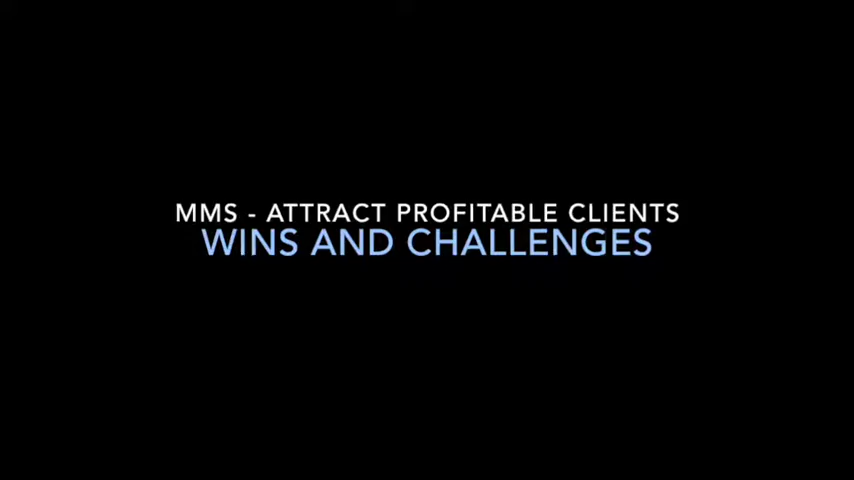 MMS - ATTRACT PROFITABLE CLIENTS
WINS AND CHALLENGES